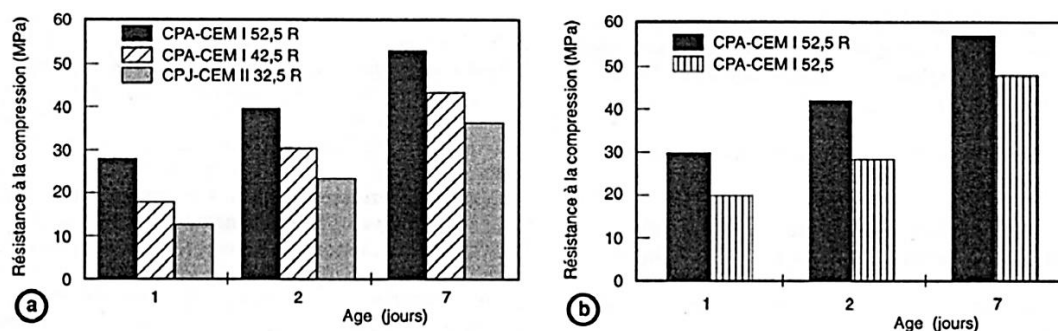 Résistance à la compression (MPa)
60
50
40
30
20
10
0
CPA-CEM I 52,5 R
CPA-CEM I 42,5 R
CPJ-CEM II 32,5 R
1
2
7
Age (jours)
a
Résistance à la compression (MPa)
60
50
40
30
20
10
0
CPA-CEM I 52,5 R
CPA-CEM I 52,5
1
2
7
Age (jours)
b